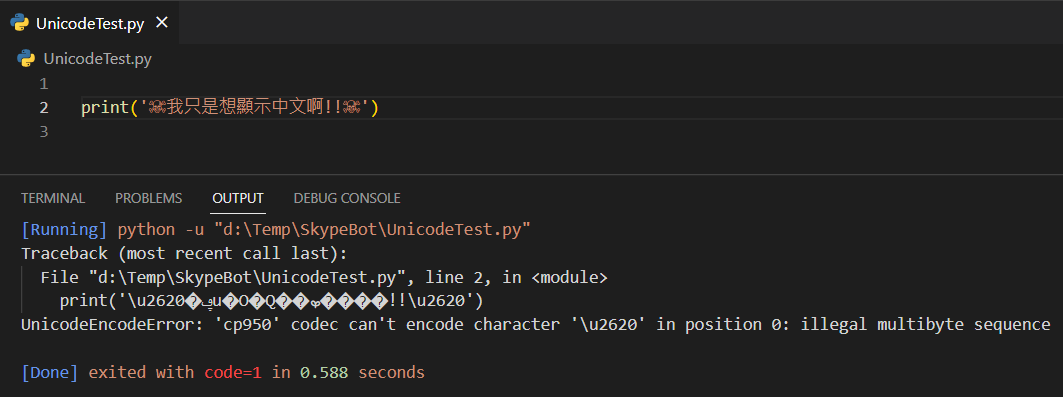 UnicodeTest.py ×
UnicodeTest.py
1
2 print('☠我只是想顯示中文啊!!☠')
3
TERMINAL PROBLEMS OUTPUT DEBUG CONSOLE
[Running] python -u "d:\Temp\SkypeBot\UnicodeTest.py"
Traceback (most recent call last):
File "d:\Temp\SkypeBot\UnicodeTest.py", line 2, in <module>
print('\u2620�ݑu�O�Q��ܤ����!!\u2620')
UnicodeEncodeError: 'cp950' codec can't encode character '\u2620' in position 0: illegal multibyte sequence
[Done] exited with code=1 in 0.588 seconds